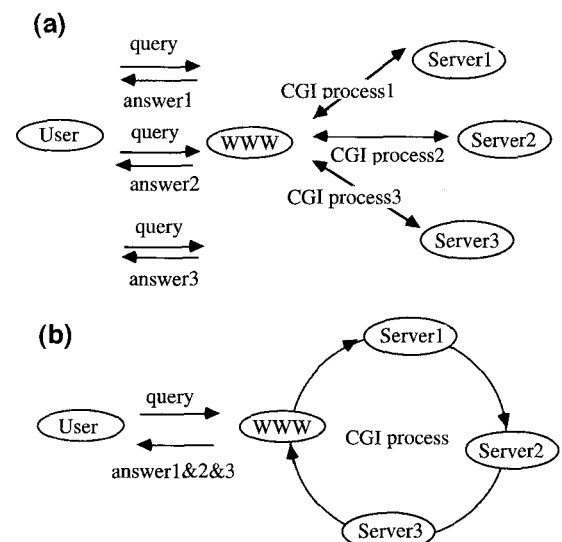 (a)
query
answer1
User
query
answer2
query
answer3
WWW
CGI process1
CGI process2
CGI process3
Server1
Server2
Server3
(b)
User
query
answer1&2&3
WWW
CGI process
Server1
Server2
Server3